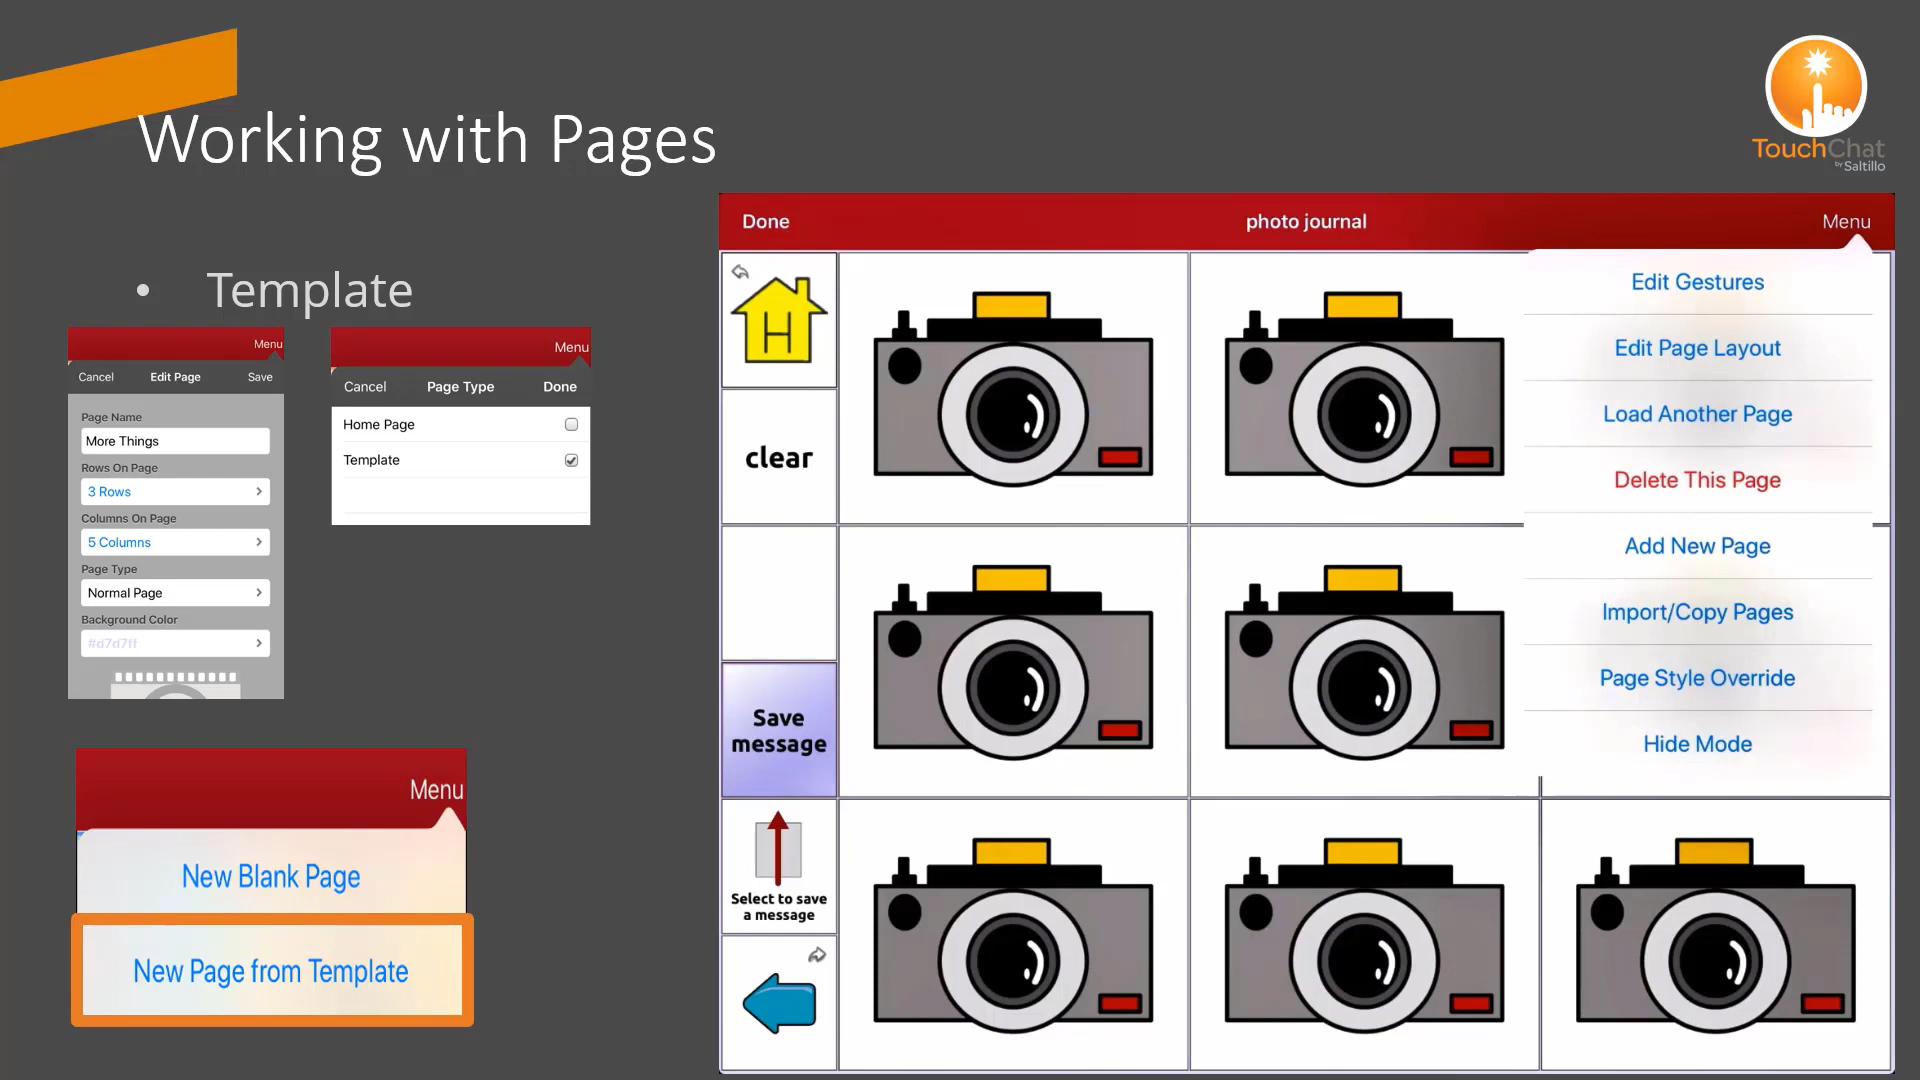 Working with Pages
TouchChat
by Saltillo
• Template
Menu
Cancel Edit Page Save
Page Name
More Things
Rows On Page
3 Rows
Columns On Page
5 Columns
Page Type
Normal Page
Background Color
#d7d7ff
Menu
Cancel Page Type Done
Home Page
Template
Menu
New Blank Page
New Page from Template
Done photo journal Menu
H
clear
Save
message
Select to save
a message
Edit Gestures
Edit Page Layout
Load Another Page
Delete This Page
Add New Page
Import/Copy Pages
Page Style Override
Hide Mode